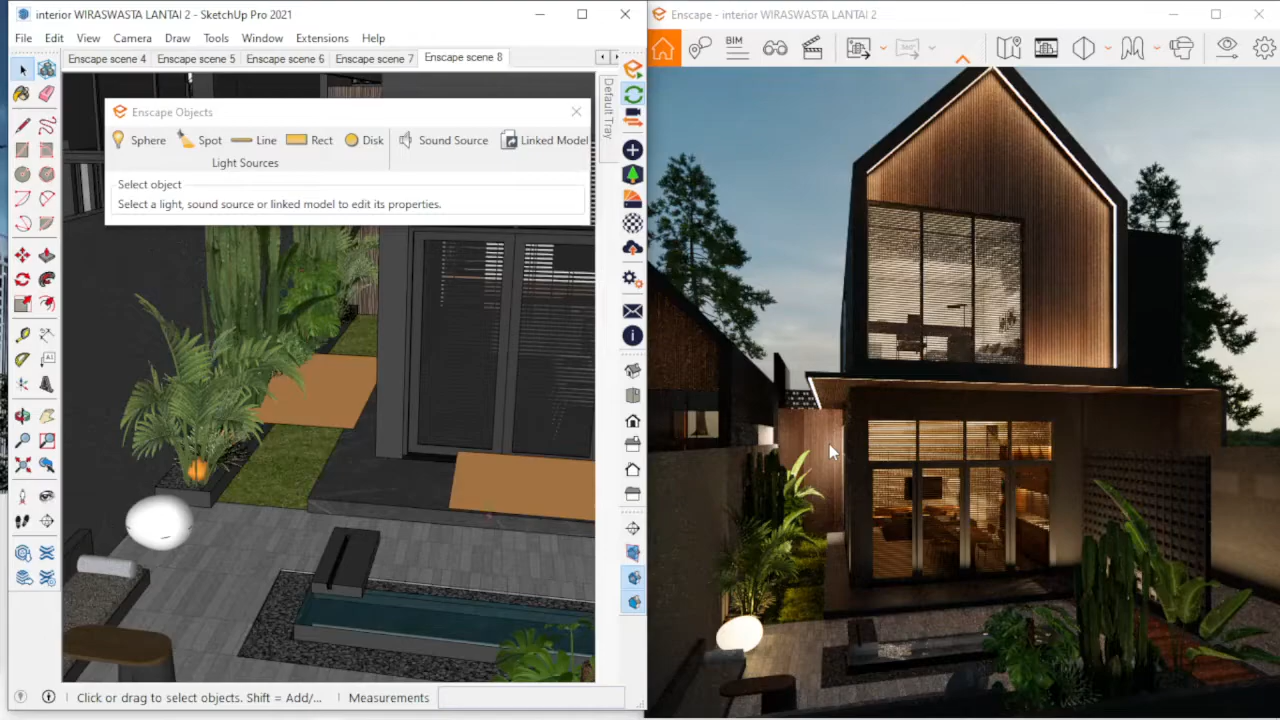 interior WIRASWASTA LANTAI 2 - SketchUp Pro 2021
File Edit View Camera Draw Tools Window Extensions Help
Enscape scene 4 Enscape scene 5 Enscape scene 6 Enscape scene 7 Enscape scene 8
Default Tray
Enscape Objects
Sphere Spot Line Rect Disk Sound Source Linked Model
Light Sources
Select object
Select a light, sound source or linked model to edit its properties.
Click or drag to select objects. Shift = Add/... Measurements
Enscape - interior WIRASWASTA LANTAI 2
BIM